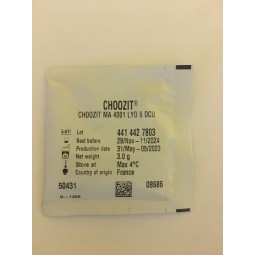 CHOOZIT®
CHOOZIT MA 4001 LYO 5 DCU
Lot 441 442 7803
Best before 28/Nov – 11/2024
Production date 31/May – 05/2023
Net weight 3.0 g
Store at Max 4°C
Country of origin France
50431 08686